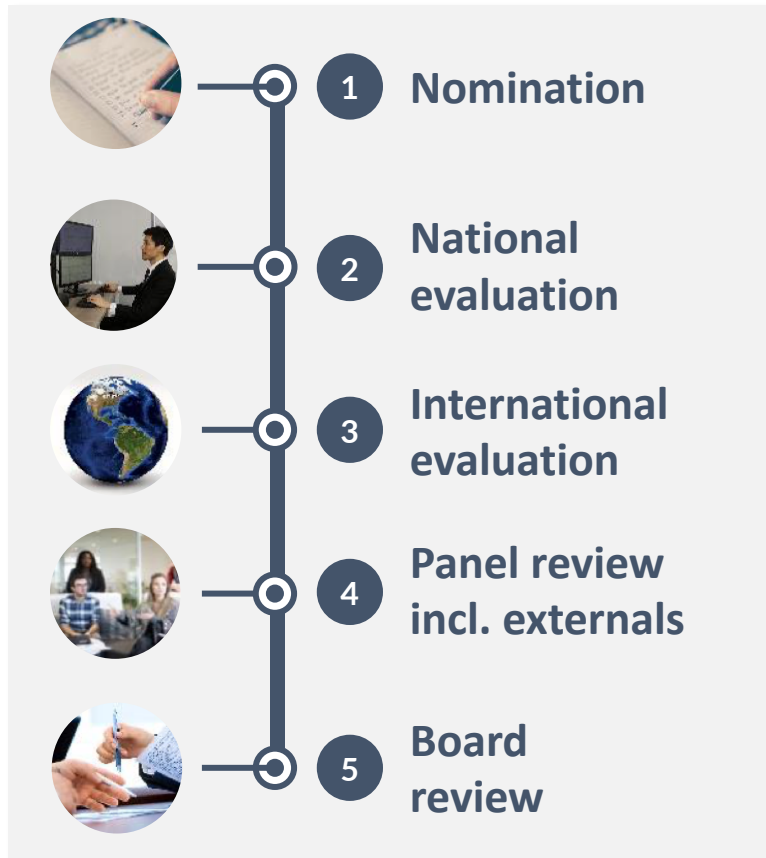 1 Nomination
2 National
evaluation
3 International
evaluation
4 Panel review
incl. externals
5 Board
review